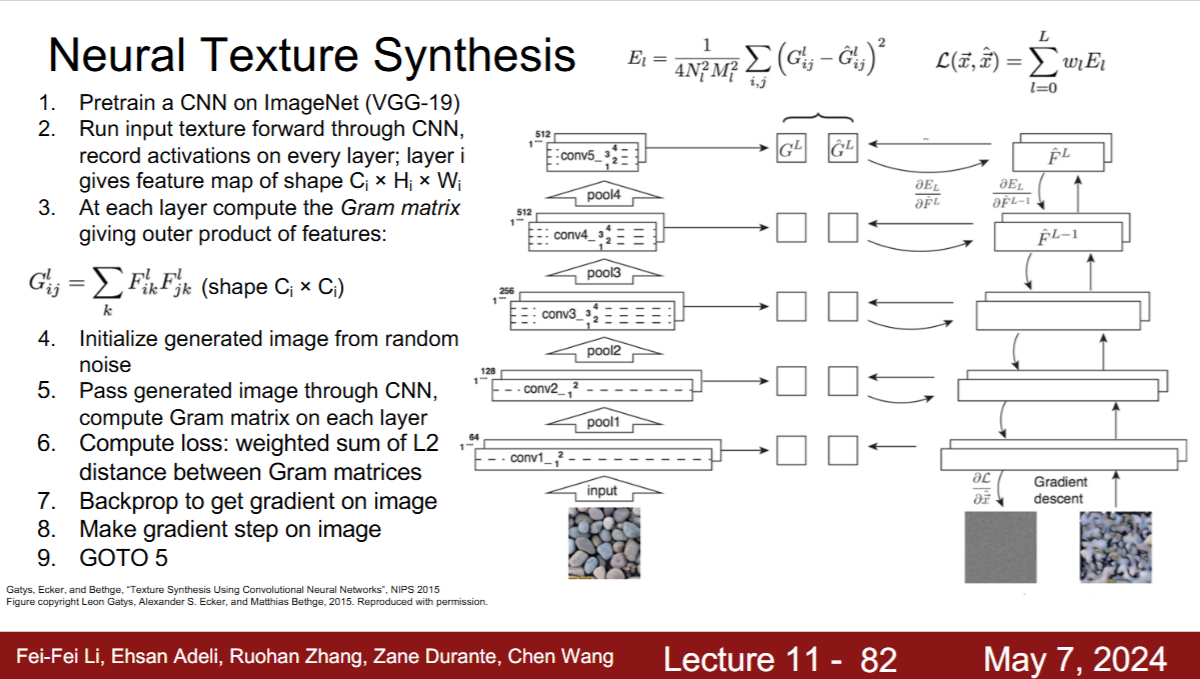 Neural Texture Synthesis
E_l = \frac{1}{4N_l^2 M_l^2} \sum_{i,j} (G_{ij}^l - \hat{G}_{ij}^l)^2
\mathcal{L}(\vec{x}, \hat{\vec{x}}) = \sum_{l=0}^{L} w_l E_l
1. Pretrain a CNN on ImageNet (VGG-19)
2. Run input texture forward through CNN,
record activations on every layer; layer i
gives feature map of shape C_i × H_i × W_i
3. At each layer compute the Gram matrix
giving outer product of features:
G_{ij}^l = \sum_k F_{ik}^l F_{jk}^l (shape C_i × C_i)
4. Initialize generated image from random
noise
5. Pass generated image through CNN,
compute Gram matrix on each layer
6. Compute loss: weighted sum of L2
distance between Gram matrices
7. Backprop to get gradient on image
8. Make gradient step on image
9. GOTO 5
512
1... conv5_ 1 2 3 4
G^L \hat{G}^L \hat{F}^L
pool4
\frac{\partial E_L}{\partial \hat{F}^L} \frac{\partial E_L}{\partial \hat{F}^{L-1}}
512
1... conv4_ 1 2 3 4
\hat{F}^{L-1}
pool3
256
1... conv3_ 1 2 3 4
pool2
128
1... conv2_ 1 2
pool1
64
1... conv1_ 1 2
input
\frac{\partial \mathcal{L}}{\partial \hat{\vec{x}}}
Gradient
descent
Gatys, Ecker, and Bethge, "Texture Synthesis Using Convolutional Neural Networks", NIPS 2015
Figure copyright Leon Gatys, Alexander S. Ecker, and Matthias Bethge, 2015. Reproduced with permission.
Fei-Fei Li, Ehsan Adeli, Ruohan Zhang, Zane Durante, Chen Wang
Lecture 11 - 82
May 7, 2024